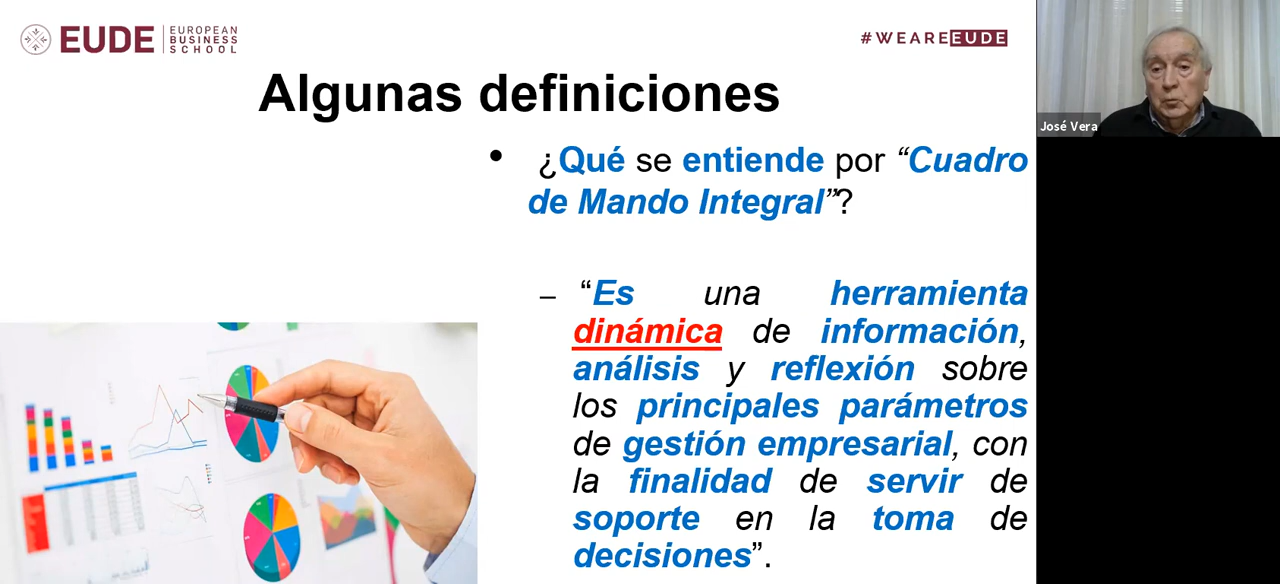 EUDE
EUROPEAN
BUSINESS
SCHOOL
#WEAREEUDE
Algunas definiciones
• ¿Qué se entiende por “Cuadro
de Mando Integral”?
– “Es una herramienta
dinámica de información,
análisis y reflexión sobre
los principales parámetros
de gestión empresarial, con
la finalidad de servir de
soporte en la toma de
decisiones”.
José Vera